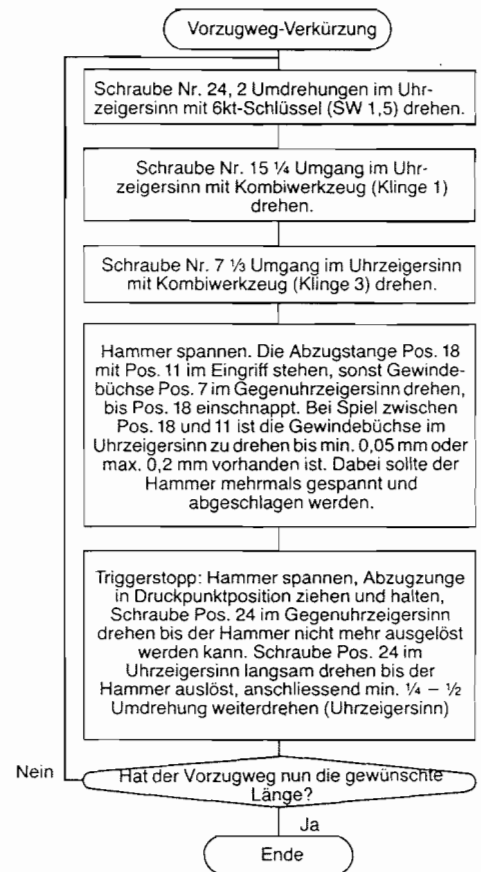 Vorzugweg-Verkürzung
Schraube Nr. 24, 2 Umdrehungen im Uhr-
zeigersinn mit 6kt-Schlüssel (SW 1,5) drehen.
Schraube Nr. 15 ¼ Umgang im Uhr-
zeigersinn mit Kombiwerkzeug (Klinge 1)
drehen.
Schraube Nr. 7 ⅓ Umgang im Uhrzeigersinn
mit Kombiwerkzeug (Klinge 3) drehen.
Hammer spannen. Die Abzugstange Pos. 18
mit Pos. 11 im Eingriff stehen, sonst Gewinde-
büchse Pos. 7 im Gegenuhrzeigersinn drehen,
bis Pos. 18 einschnappt. Bei Spiel zwischen
Pos. 18 und 11 ist die Gewindebüchse im
Uhrzeigersinn zu drehen bis min. 0,05 mm oder
max. 0,2 mm vorhanden ist. Dabei sollte der
Hammer mehrmals gespannt und
abgeschlagen werden.
Triggerstopp: Hammer spannen, Abzugzunge
in Druckpunktposition ziehen und halten,
Schraube Pos. 24 im Gegenuhrzeigersinn
drehen bis der Hammer nicht mehr ausgelöst
werden kann. Schraube Pos. 24 im
Uhrzeigersinn langsam drehen bis der
Hammer auslöst, anschliessend min. ¼ – ½
Umdrehung weiterdrehen (Uhrzeigersinn)
Nein
Hat der Vorzugweg nun die gewünschte
Länge?
Ja
Ende